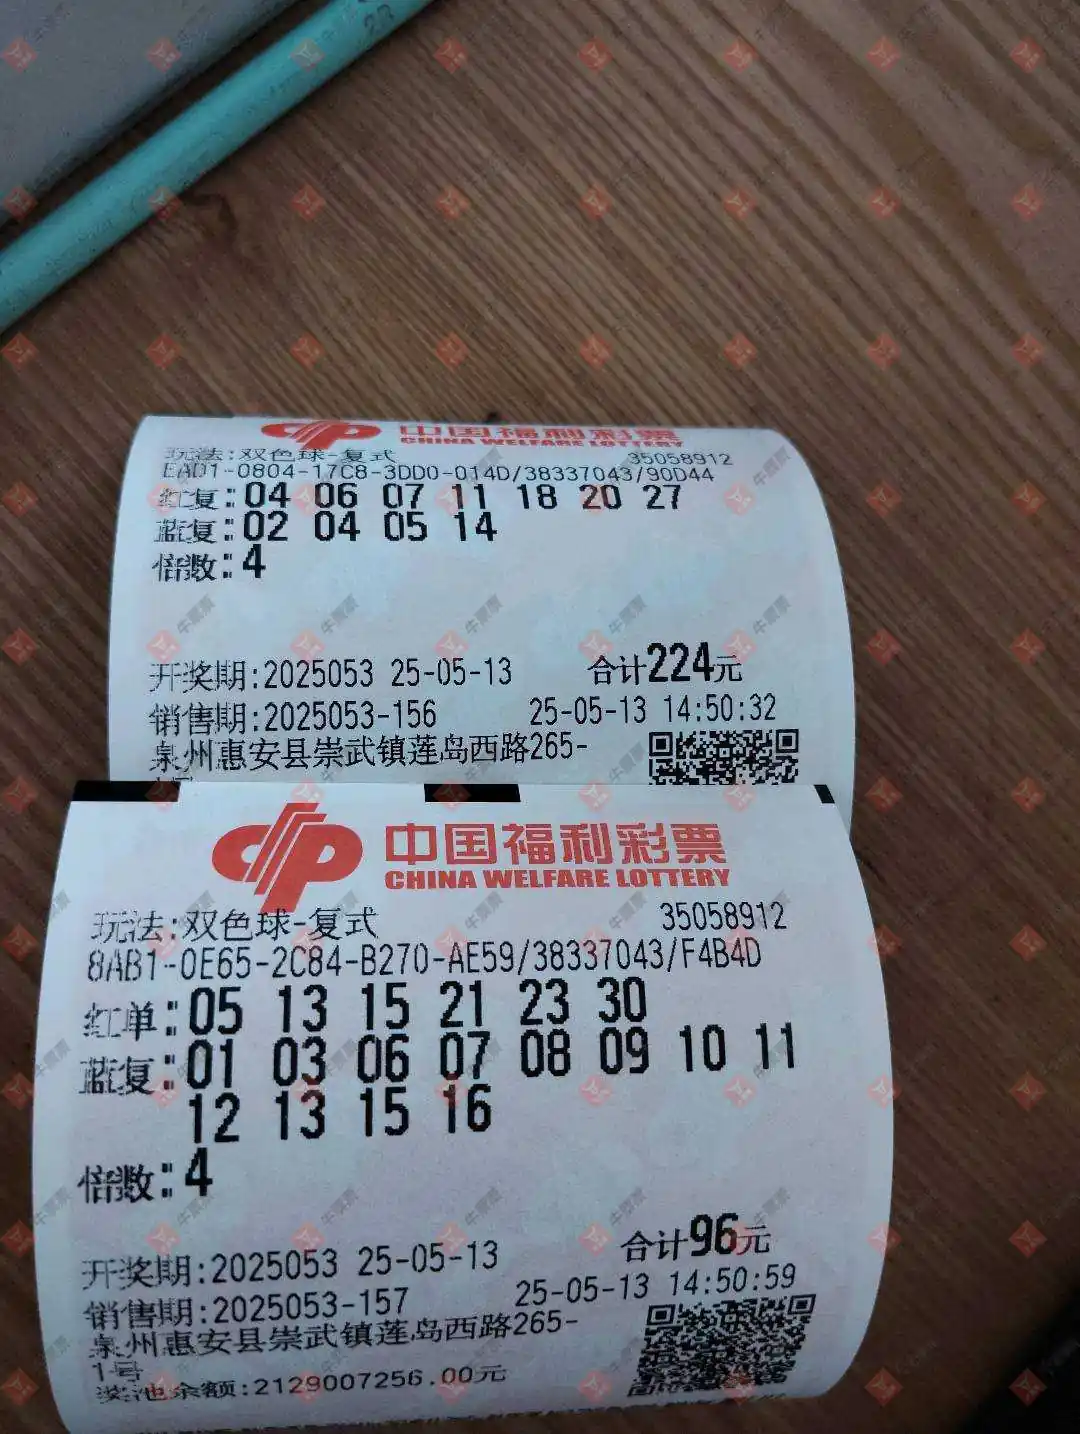 中国福利彩票
CHINA WELFARE LOTTERY
玩法:双色球-复式 35058912
EAD1-0804-17C8-3DD0-014D/38337043/90D44
红复:04 06 07 11 18 20 27
蓝复:02 04 05 14
倍数:4
合计224元
开奖期:2025053 25-05-13
销售期:2025053-156 25-05-13 14:50:32
泉州惠安县崇武镇莲岛西路265-
中国福利彩票
CHINA WELFARE LOTTERY
玩法:双色球-复式 35058912
8AB1-0E65-2C84-B270-AE59/38337043/F4B4D
红单:05 13 15 21 23 30
蓝复:01 03 06 07 08 09 10 11
12 13 15 16
倍数:4
合计96元
开奖期:2025053 25-05-13
销售期:2025053-157 25-05-13 14:50:59
泉州惠安县崇武镇莲岛西路265-
1号
奖池余额:2129007256.00元